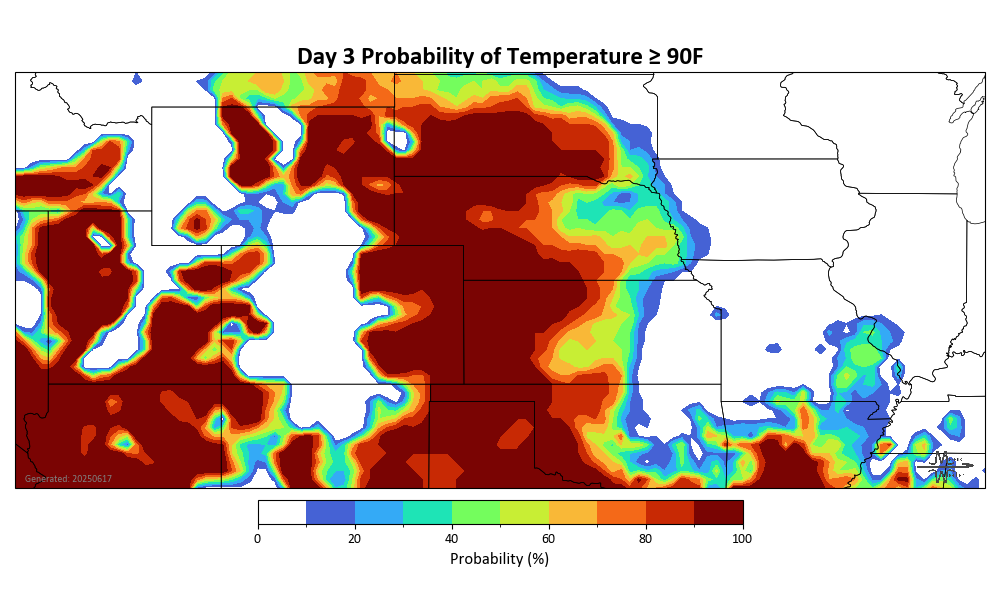 Day 3 Probability of Temperature ≥ 90F
Generated: 20250617
0 20 40 60 80 100
Probability (%)